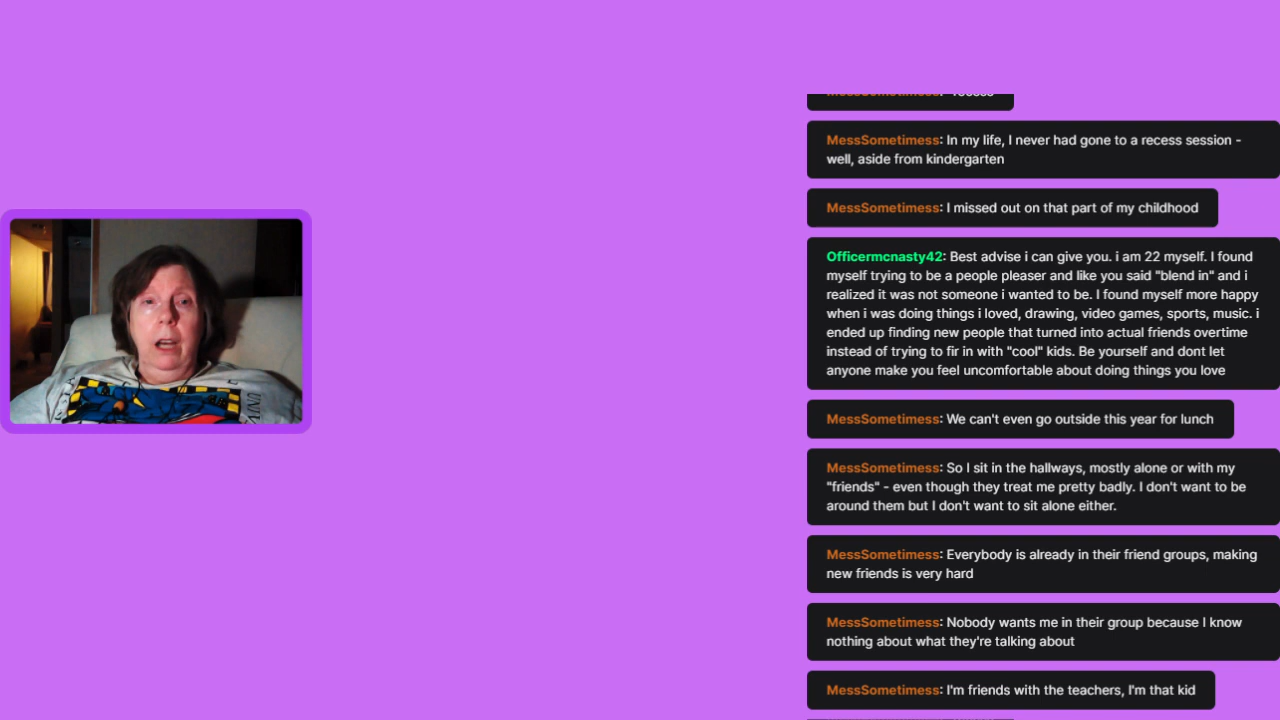 MessSometimess: In my life, I never had gone to a recess session -
well, aside from kindergarten
MessSometimess: I missed out on that part of my childhood
Officermcnasty42: Best advise i can give you. i am 22 myself. I found
myself trying to be a people pleaser and like you said "blend in" and i
realized it was not someone i wanted to be. I found myself more happy
when i was doing things i loved, drawing, video games, sports, music. i
ended up finding new people that turned into actual friends overtime
instead of trying to fir in with "cool" kids. Be yourself and dont let
anyone make you feel uncomfortable about doing things you love
MessSometimess: We can't even go outside this year for lunch
MessSometimess: So I sit in the hallways, mostly alone or with my
"friends" - even though they treat me pretty badly. I don't want to be
around them but I don't want to sit alone either.
MessSometimess: Everybody is already in their friend groups, making
new friends is very hard
MessSometimess: Nobody wants me in their group because I know
nothing about what they're talking about
MessSometimess: I'm friends with the teachers, I'm that kid